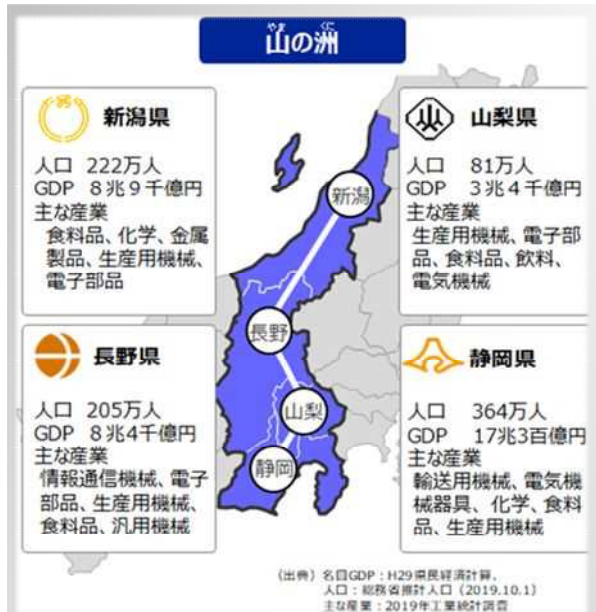 やま くに
山の洲
新潟県
人口 222万人
GDP 8兆9千億円
主な産業
食料品、化学、金属
製品、生産用機械、
電子部品
山梨県
人口 81万人
GDP 3兆4千億円
主な産業
生産用機械、電子部
品、食料品、飲料、
電気機械
新潟
長野
山梨
静岡
長野県
人口 205万人
GDP 8兆4千億円
主な産業
情報通信機械、電子
部品、生産用機械、
食料品、汎用機械
静岡県
人口 364万人
GDP 17兆3百億円
主な産業
輸送用機械、電気機
械器具、化学、食料
品、生産用機械
(出典) 名目GDP:H29県民経済計算、
人口:総務省推計人口(2019.10.1)
主な産業:2019年工業統計調査